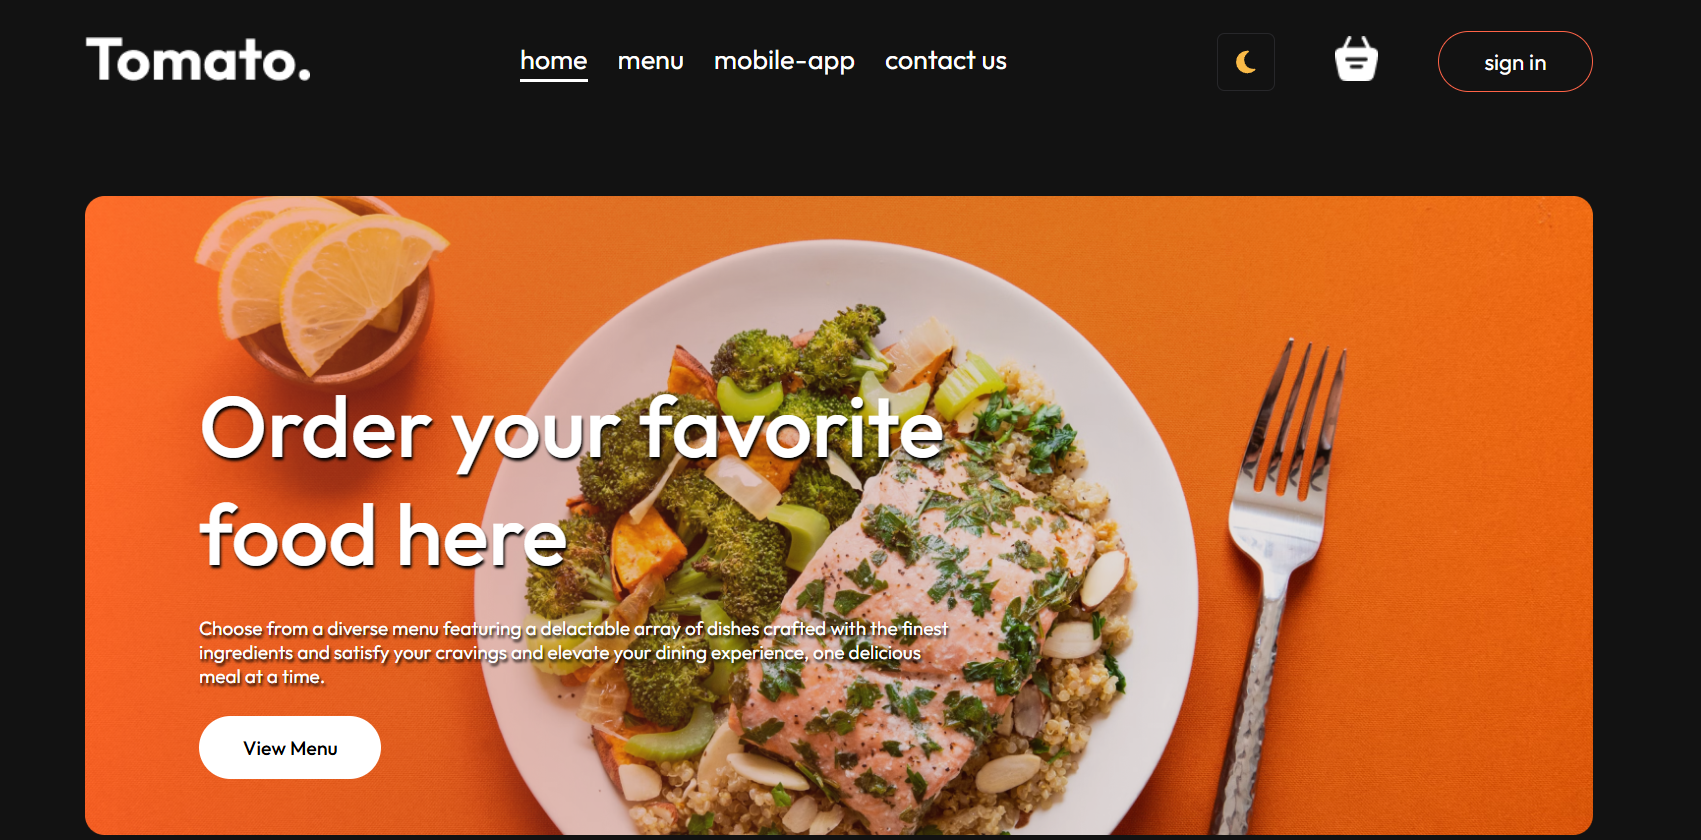 Tomato.
home menu mobile-app contact us
sign in
Order your favorite
food here
Choose from a diverse menu featuring a delactable array of dishes crafted with the finest
ingredients and satisfy your cravings and elevate your dining experience, one delicious
meal at a time.
View Menu